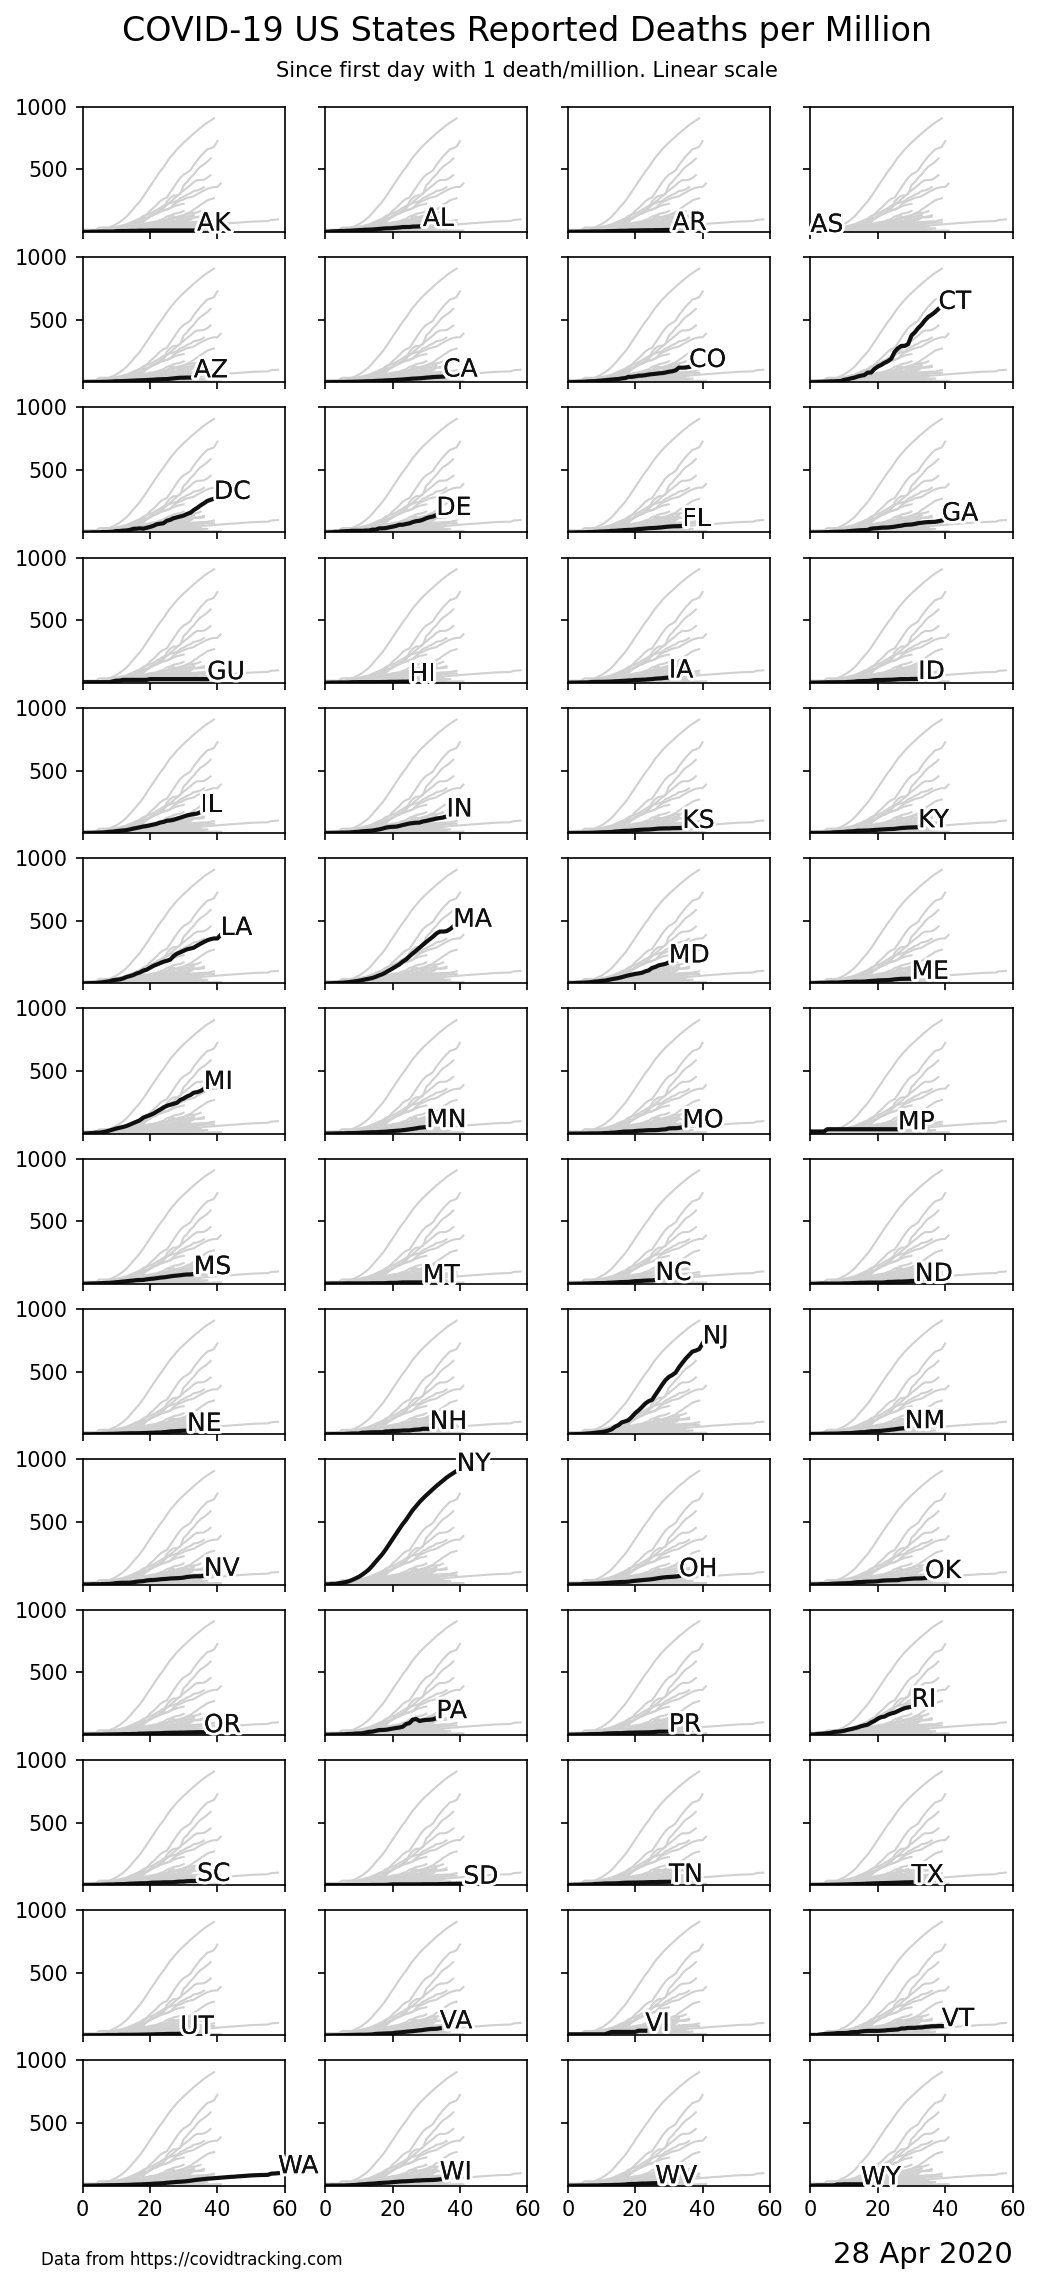 COVID-19 US States Reported Deaths per Million
Since first day with 1 death/million. Linear scale
1000
500
AK
AL
AR
AS
1000
500
AZ
CA
CO
CT
1000
500
DC
DE
FL
GA
1000
500
GU
HI
IA
ID
1000
500
IL
IN
KS
KY
1000
500
LA
MA
MD
ME
1000
500
MI
MN
MO
MP
1000
500
MS
MT
NC
ND
1000
500
NE
NH
NJ
NM
1000
500
NV
NY
OH
OK
1000
500
OR
PA
PR
RI
1000
500
SC
SD
TN
TX
1000
500
UT
VA
VI
VT
1000
500
WA
WI
WV
WY
0 20 40 60 0 20 40 60 0 20 40 60 0 20 40 60
Data from https://covidtracking.com
28 Apr 2020